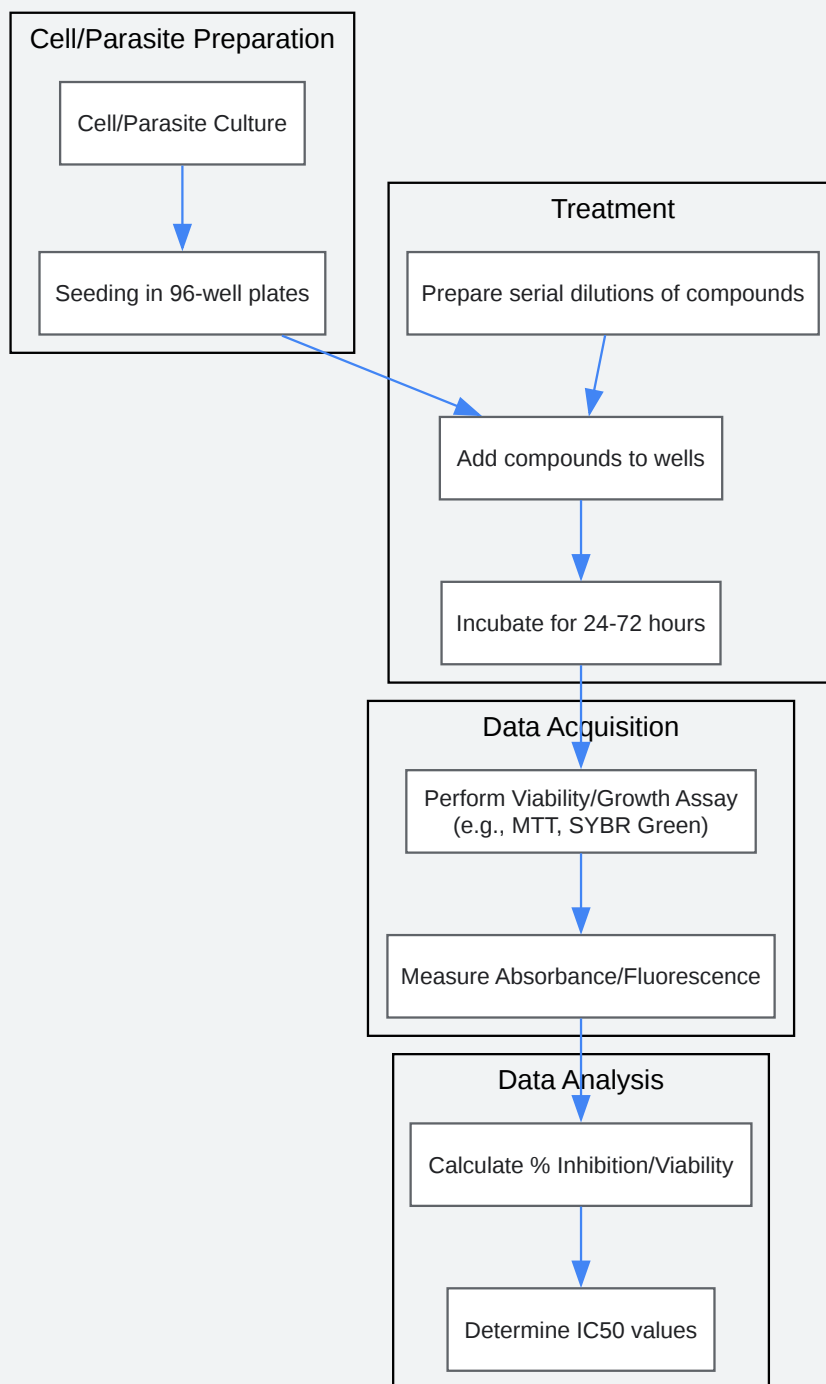 Cell/Parasite Preparation
Cell/Parasite Culture
Seeding in 96-well plates
Treatment
Prepare serial dilutions of compounds
Add compounds to wells
Incubate for 24-72 hours
Data Acquisition
Perform Viability/Growth Assay
(e.g., MTT, SYBR Green)
Measure Absorbance/Fluorescence
Data Analysis
Calculate % Inhibition/Viability
Determine IC50 values